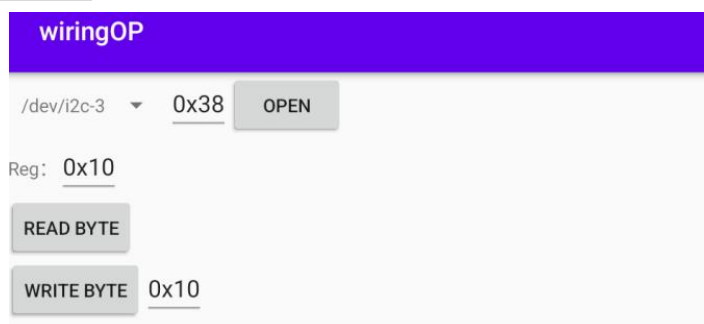 wiringOP
/dev/i2c-3 0x38 OPEN
Reg: 0x10
READ BYTE
WRITE BYTE 0x10